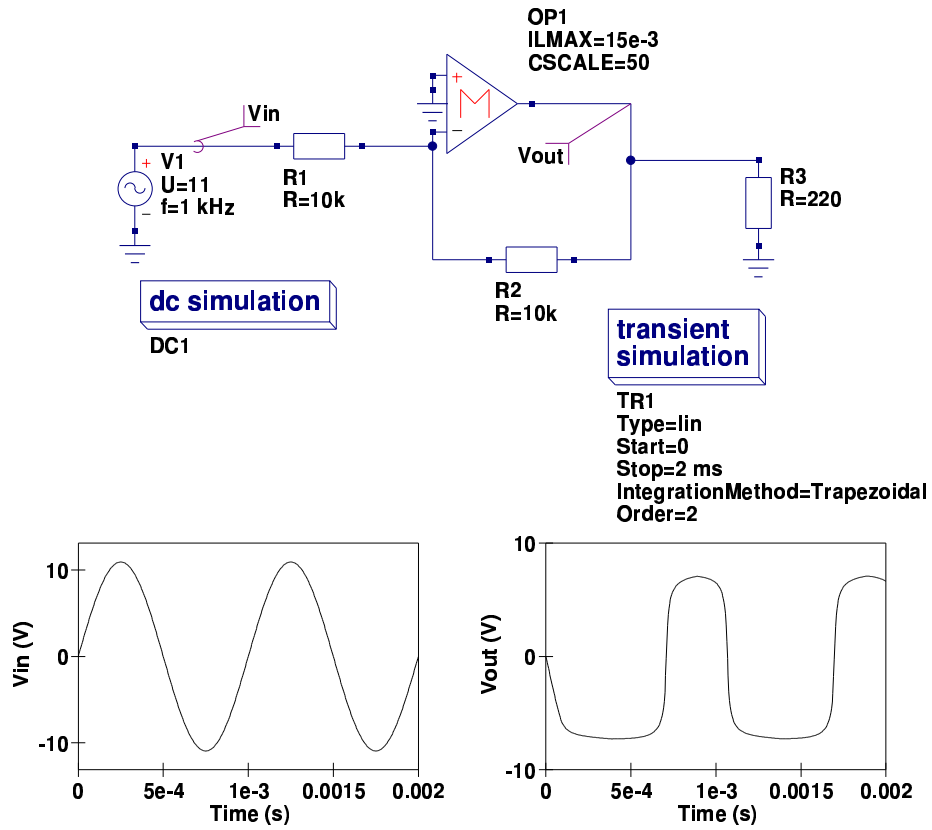 OP1
ILMAX=15e-3
CSCALE=50
+
M
−
Vin
Vout
+
V1
U=11
f=1 kHz
−
R1
R=10k
R3
R=220
R2
R=10k
dc simulation
DC1
transient
simulation
TR1
Type=lin
Start=0
Stop=2 ms
IntegrationMethod=Trapezoidal
Order=2
Vin (V)
10
0
-10
0
5e-4
1e-3
0.0015
0.002
Time (s)
Vout (V)
10
0
-10
0
5e-4
1e-3
0.0015
0.002
Time (s)